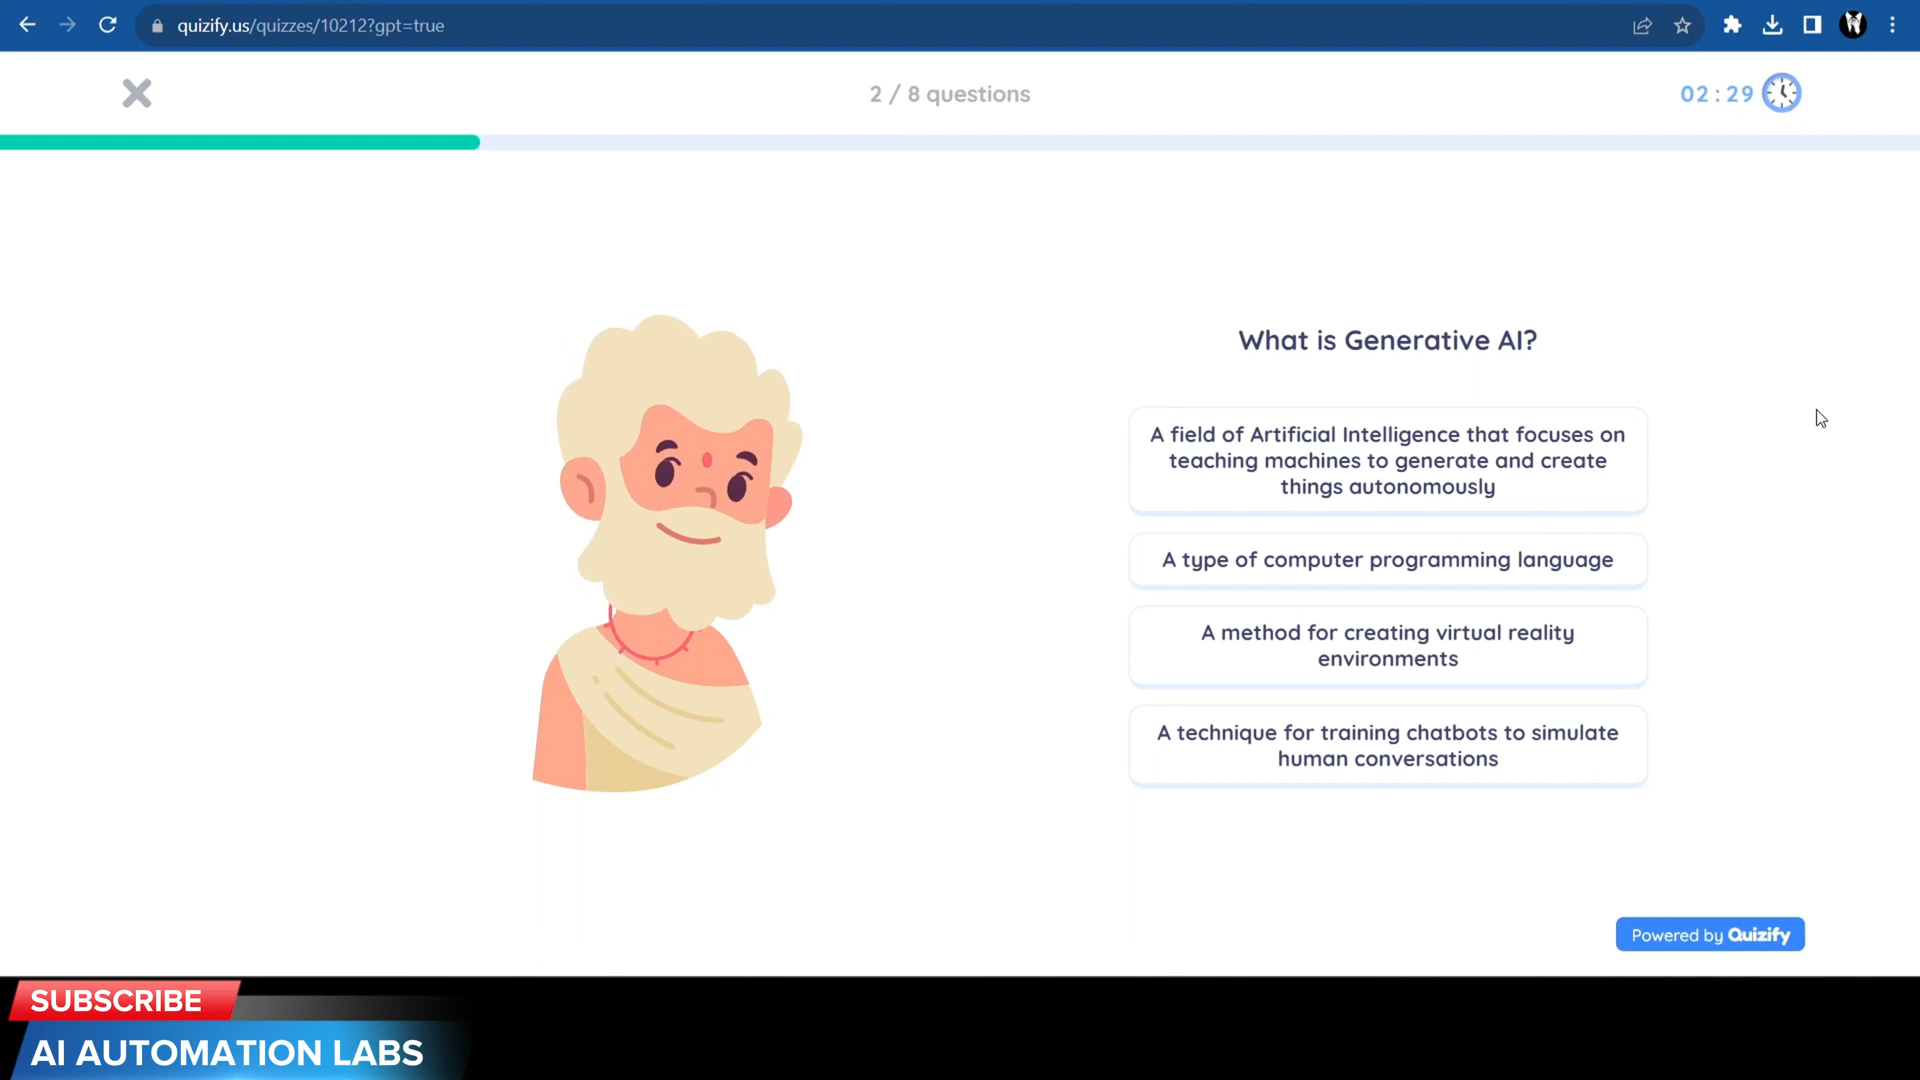 quizify.us/quizzes/10212?gpt=true
2 / 8 questions
02 : 29
What is Generative AI?
A field of Artificial Intelligence that focuses on
teaching machines to generate and create
things autonomously
A type of computer programming language
A method for creating virtual reality
environments
A technique for training chatbots to simulate
human conversations
Powered by Quizify
SUBSCRIBE
AI AUTOMATION LABS